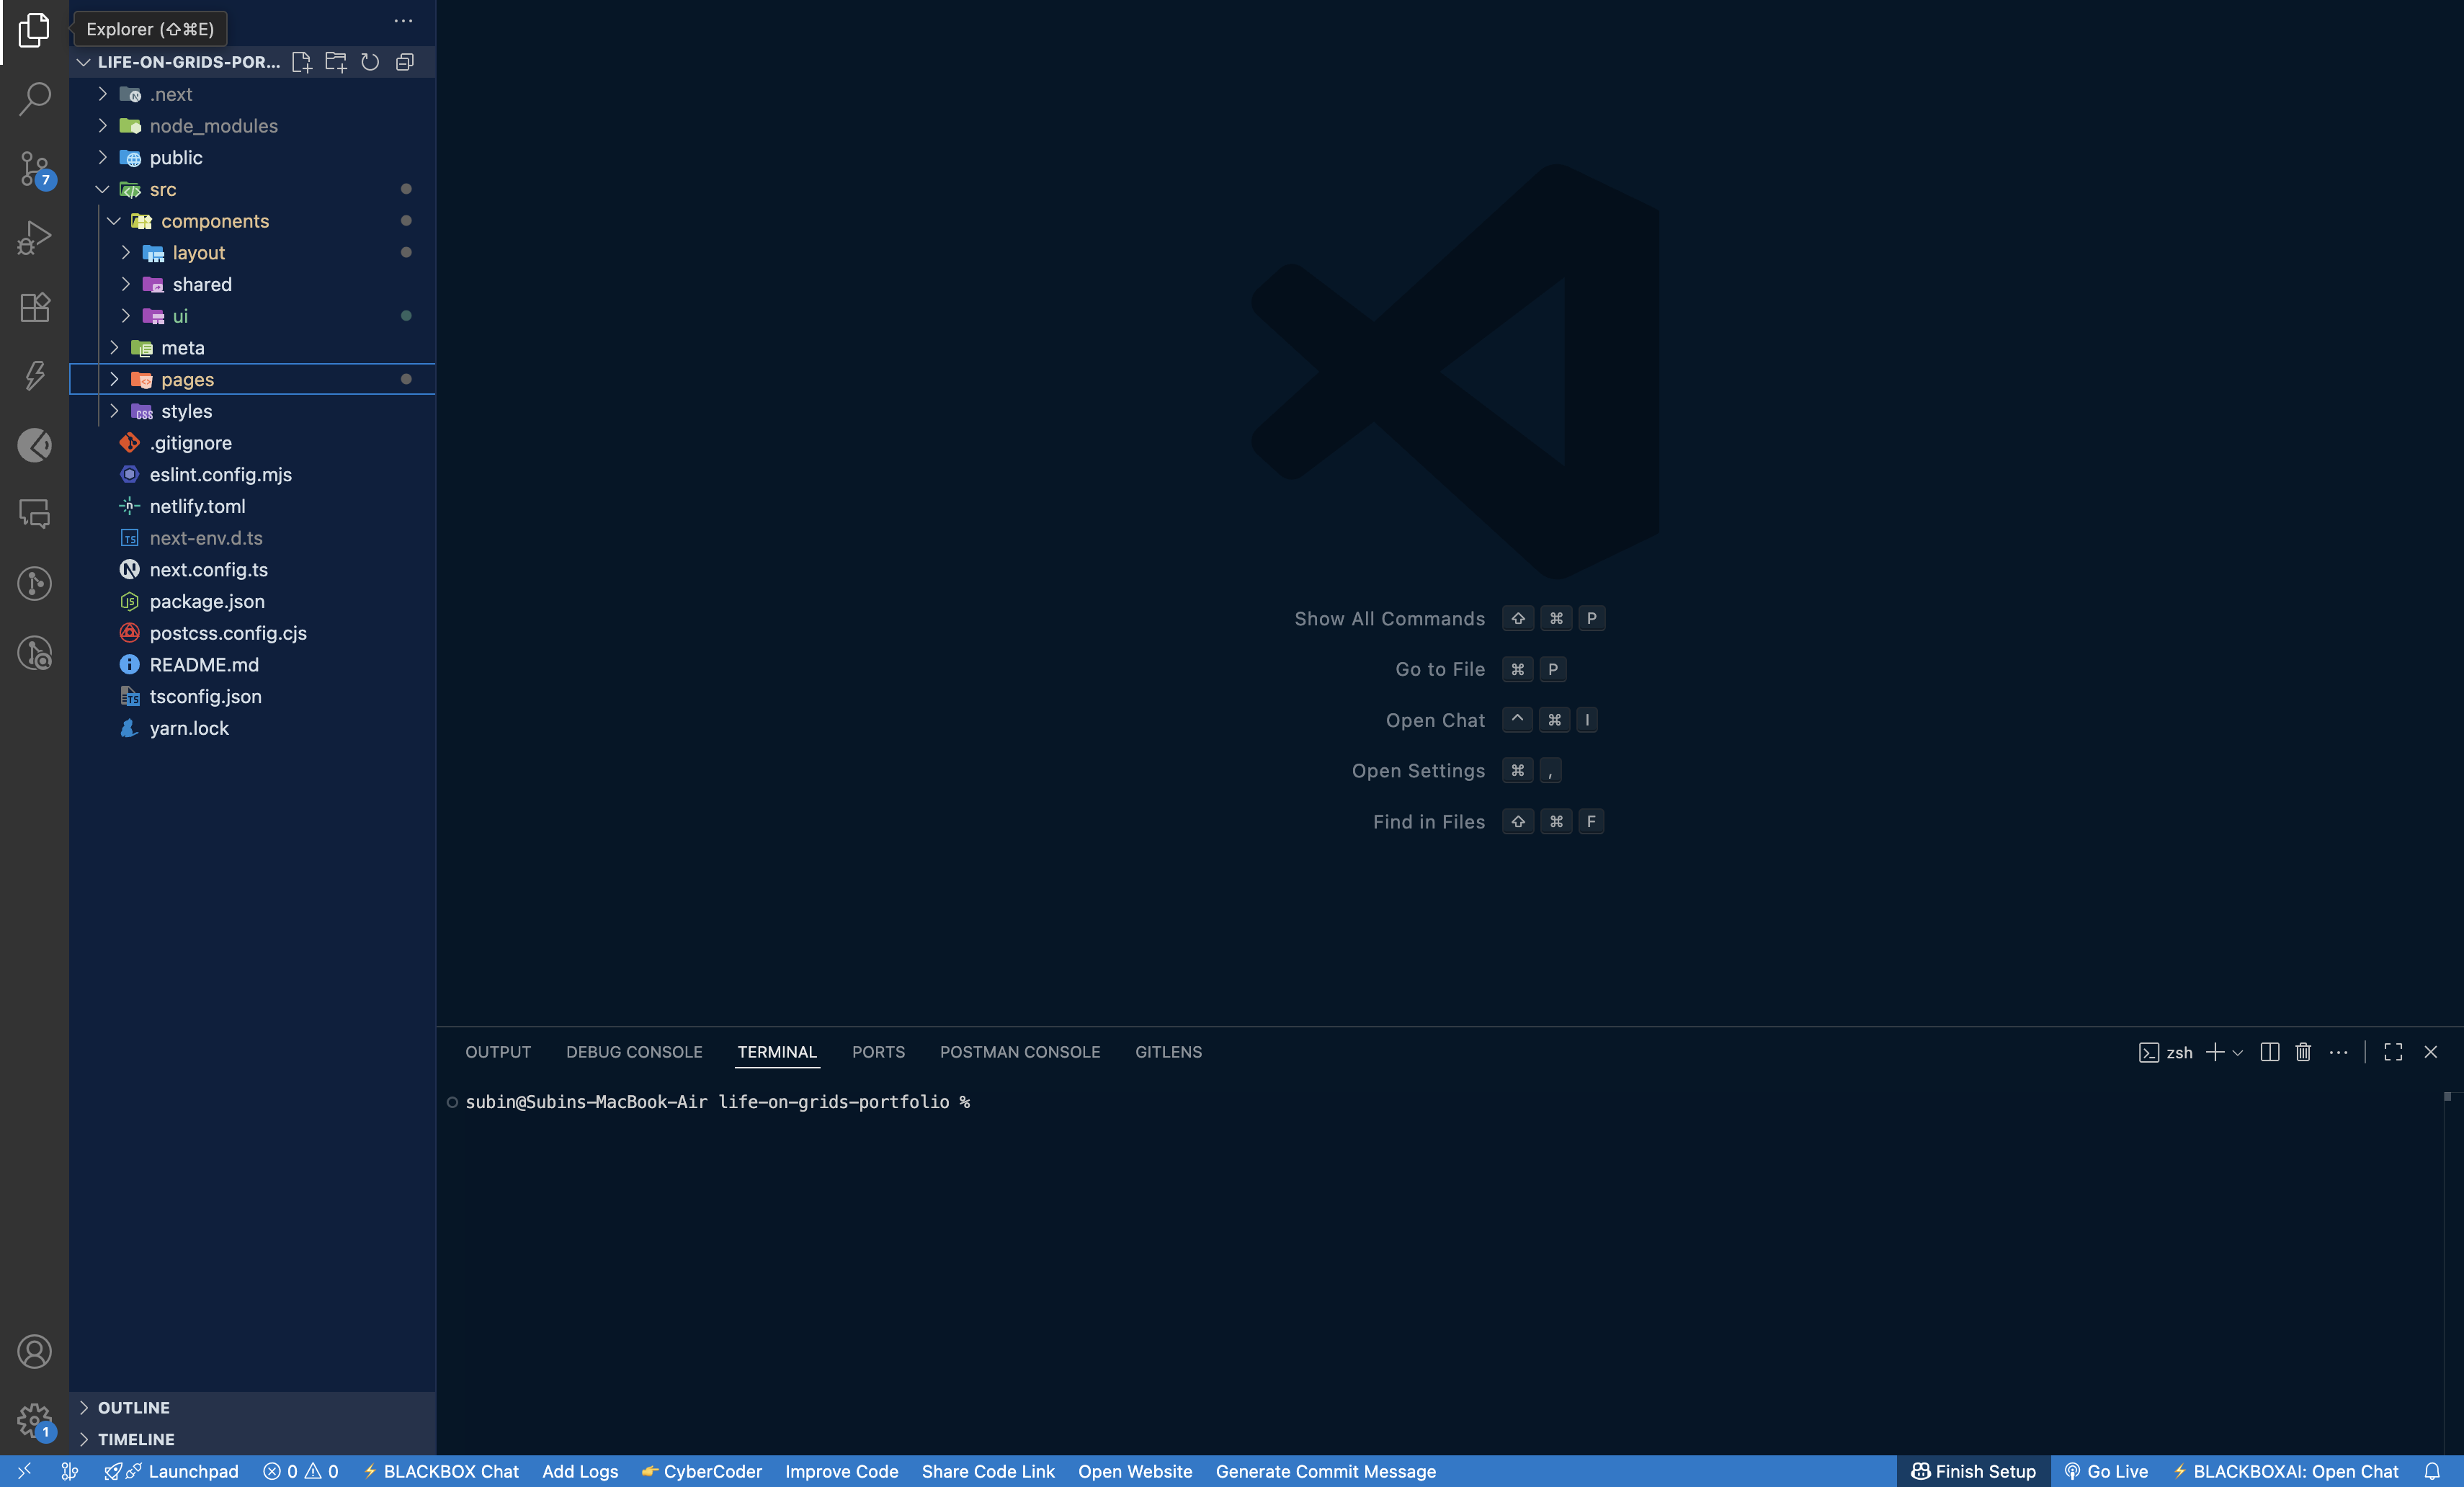 Explorer (⇧⌘E)
LIFE-ON-GRIDS-POR...
.next
node_modules
public
src
components
layout
shared
ui
meta
pages
styles
.gitignore
eslint.config.mjs
netlify.toml
next-env.d.ts
next.config.ts
package.json
postcss.config.cjs
README.md
tsconfig.json
yarn.lock
OUTLINE
TIMELINE
7
1
Show All Commands ⇧ ⌘ P
Go to File ⌘ P
Open Chat ^ ⌘ I
Open Settings ⌘ ,
Find in Files ⇧ ⌘ F
OUTPUT DEBUG CONSOLE TERMINAL PORTS POSTMAN CONSOLE GITLENS zsh
subin@Subins-MacBook-Air life-on-grids-portfolio %
Launchpad 0 0 BLACKBOX Chat Add Logs CyberCoder Improve Code Share Code Link Open Website Generate Commit Message Finish Setup Go Live BLACKBOXAI: Open Chat